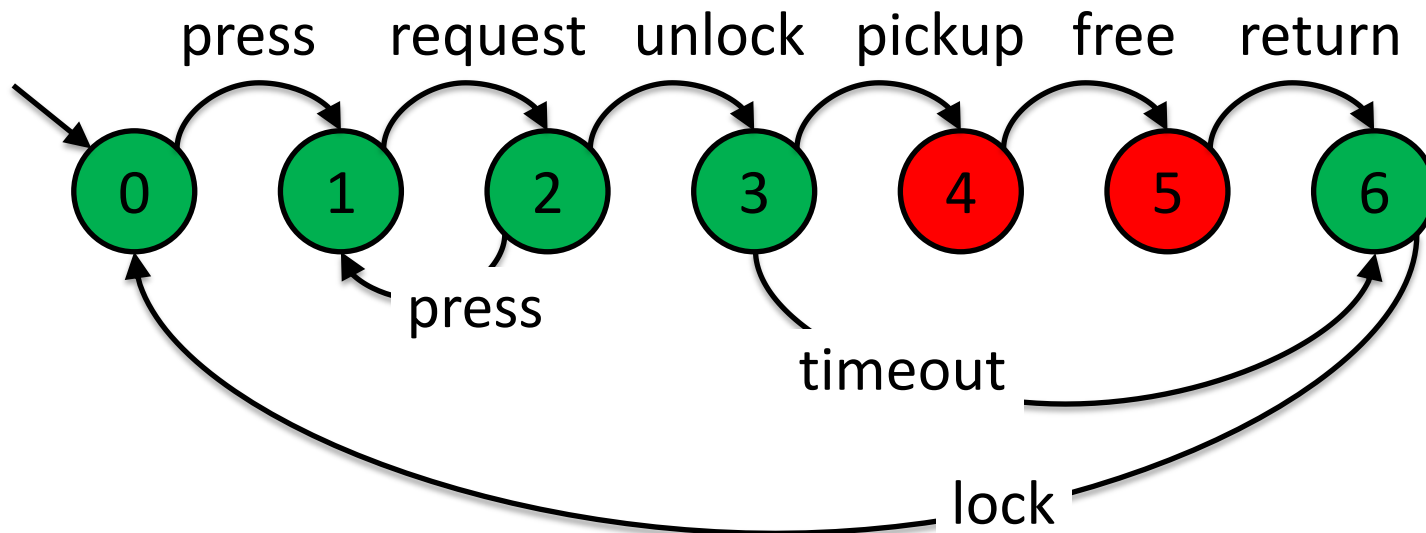 press request unlock pickup free return
0 1 2 3 4 5 6
press
timeout
lock